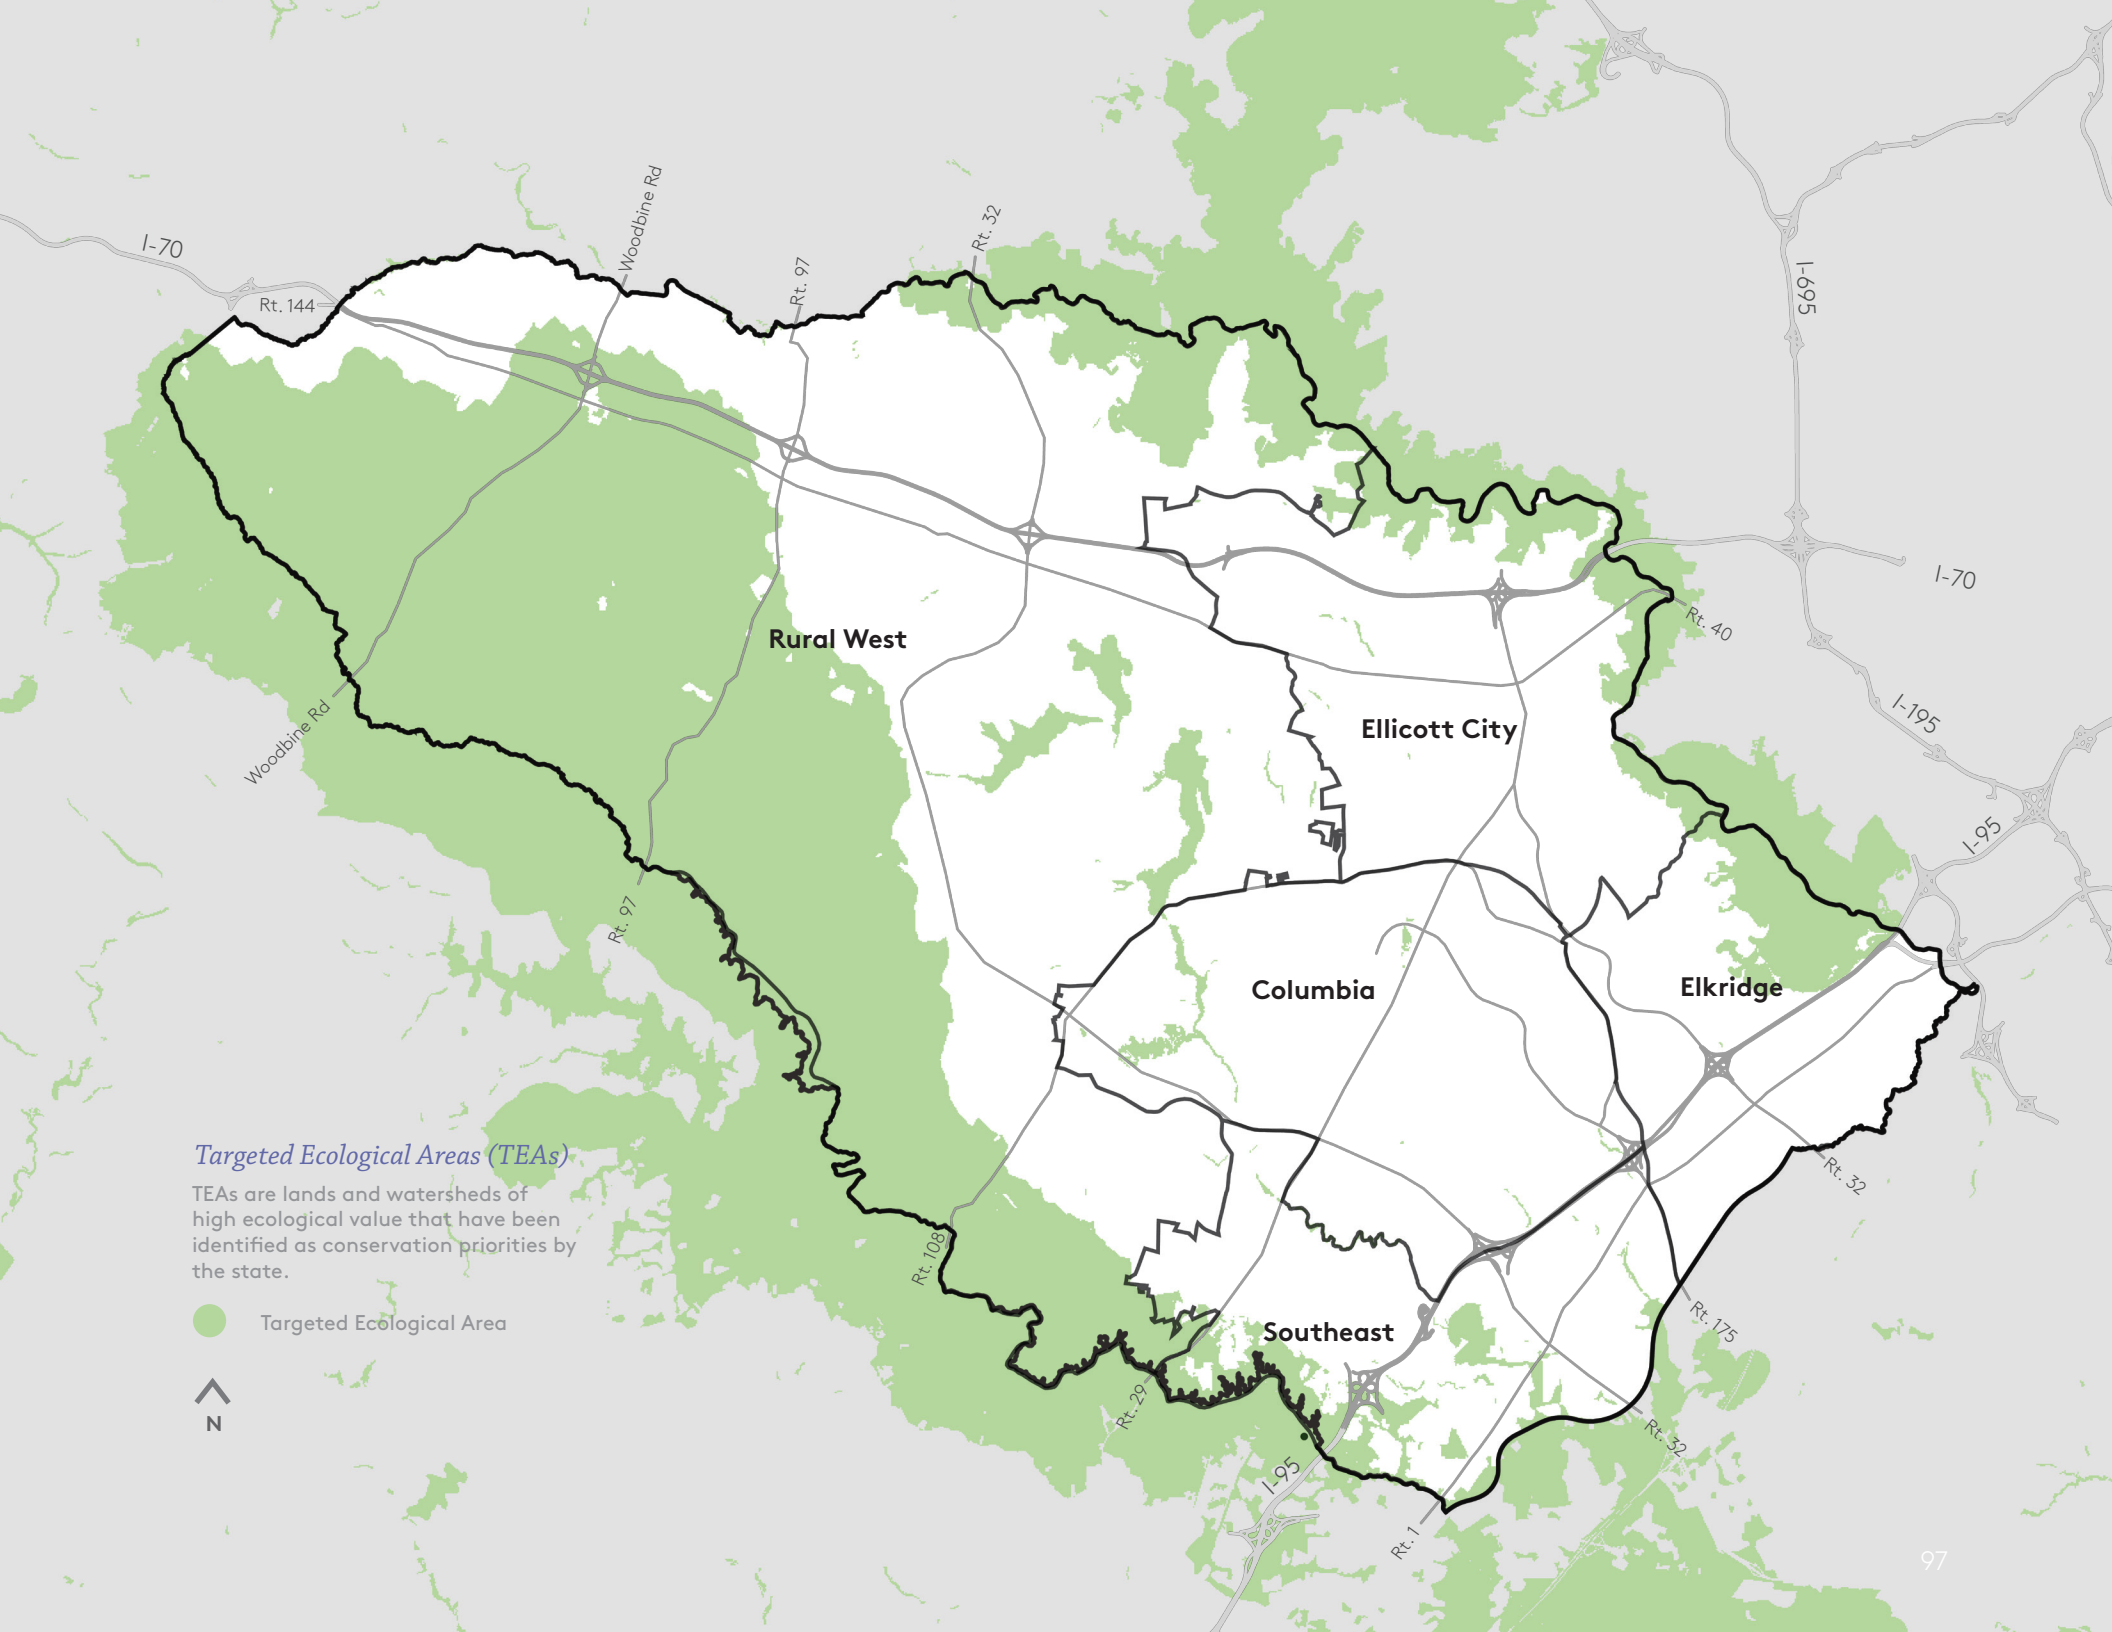 Woodbine Rd
Rt. 32
I-70
Rt. 97
Rt. 144
I-695
I-70
Rt. 40
Rural West
I-195
Ellicott City
Woodbine Rd
I-95
Rt. 97
Columbia
Elkridge
Targeted Ecological Areas (TEAs)
TEAs are lands and watersheds of
high ecological value that have been
identified as conservation priorities by
the state.
Targeted Ecological Area
N
Rt. 32
Rt. 108
Rt. 175
Southeast
Rt. 29
Rt. 32
I-95
Rt. 1
97